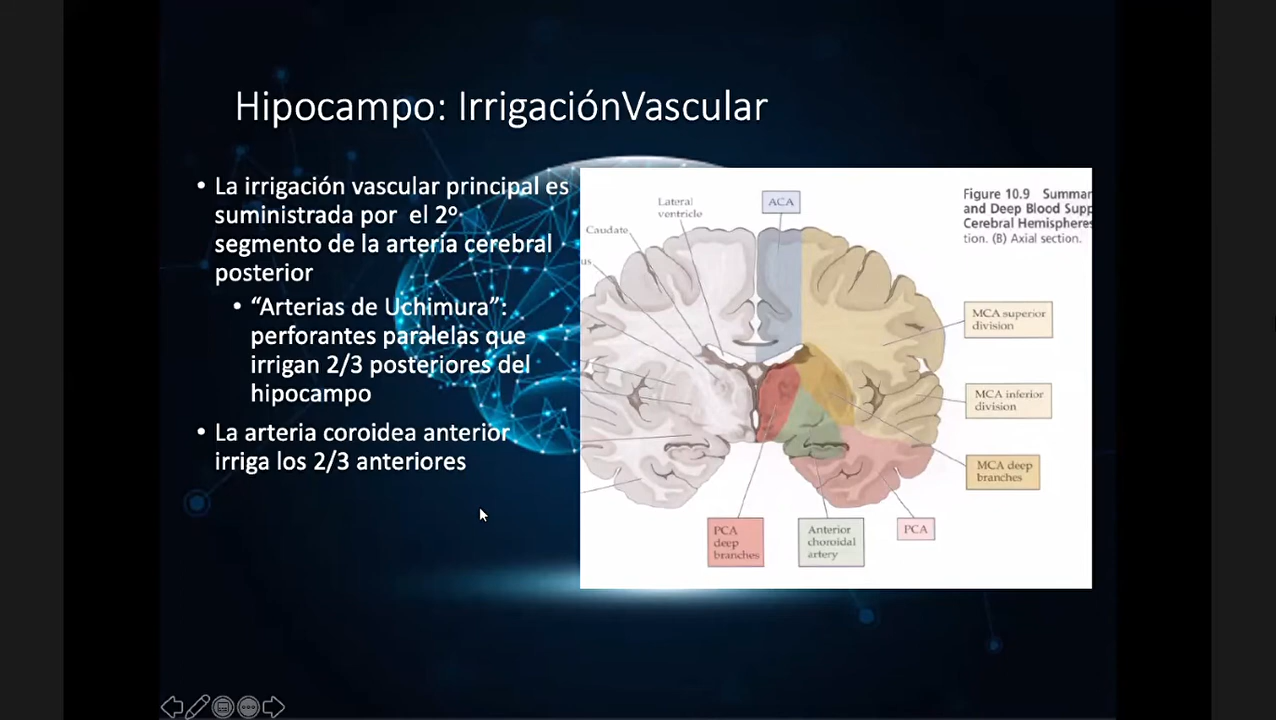 Hipocampo: IrrigaciónVascular
• La irrigación vascular principal es
suministrada por el 2º
segmento de la arteria cerebral
posterior
• “Arterias de Uchimura”:
perforantes paralelas que
irrigan 2/3 posteriores del
hipocampo
• La arteria coroidea anterior
irriga los 2/3 anteriores
Lateral
ventricle
ACA
Caudate
us
Figure 10.9 Summar
and Deep Blood Supp
Cerebral Hemispheres
tion. (B) Axial section.
MCA superior
division
MCA inferior
division
MCA deep
branches
PCA
deep
branches
Anterior
choroidal
artery
PCA